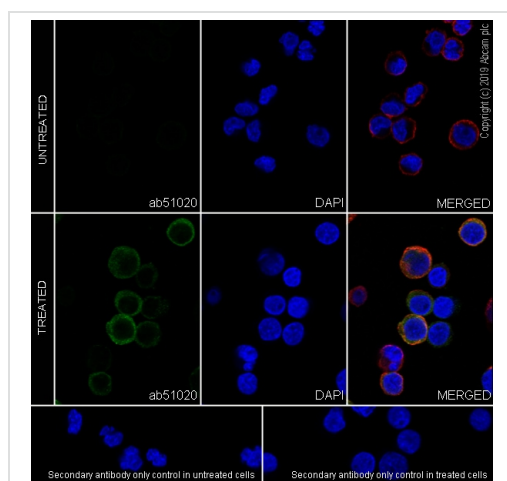 UNTREATED
ab51020
DAPI
MERGED
Copyright (c) 2019 Abcam plc
TREATED
ab51020
DAPI
MERGED
Secondary antibody only control in untreated cells
Secondary antibody only control in treated cells